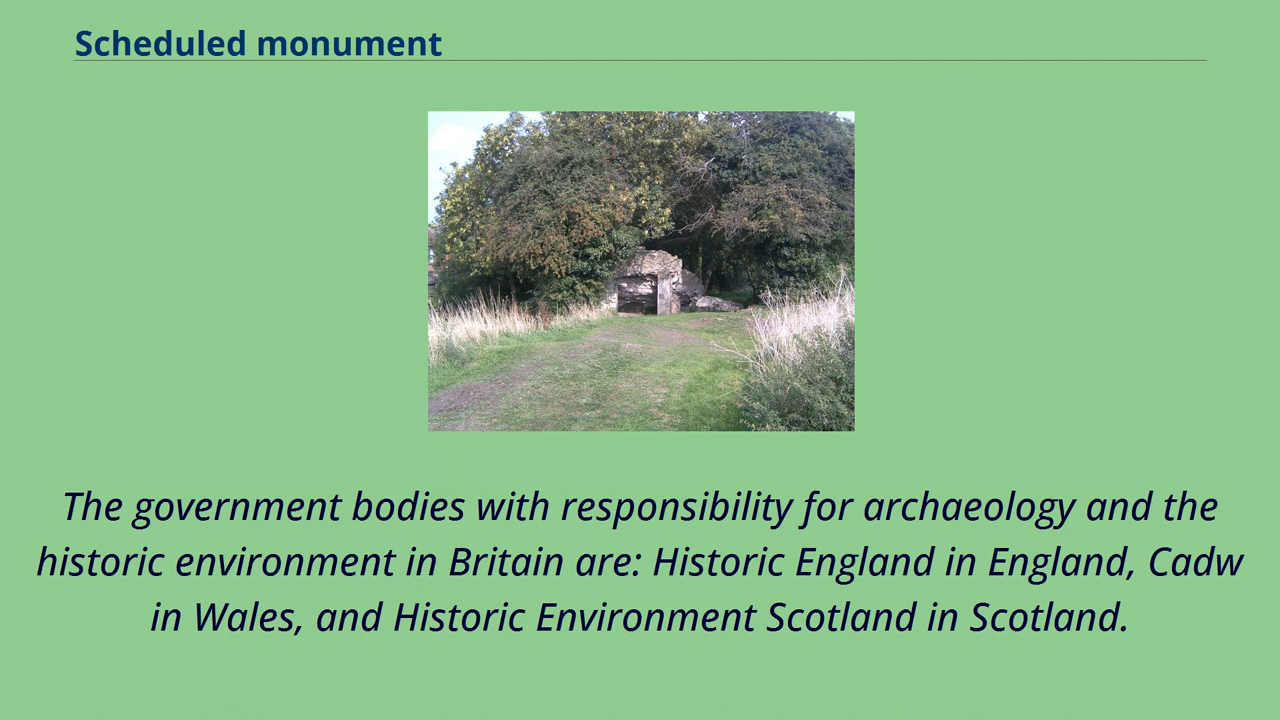 Scheduled monument
The government bodies with responsibility for archaeology and the
historic environment in Britain are: Historic England in England, Cadw
in Wales, and Historic Environment Scotland in Scotland.